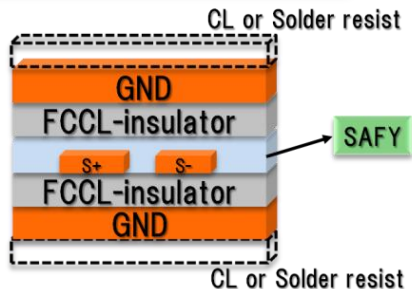 CL or Solder resist
GND
FCCL-insulator
SAFY
S+ S-
FCCL-insulator
GND
CL or Solder resist